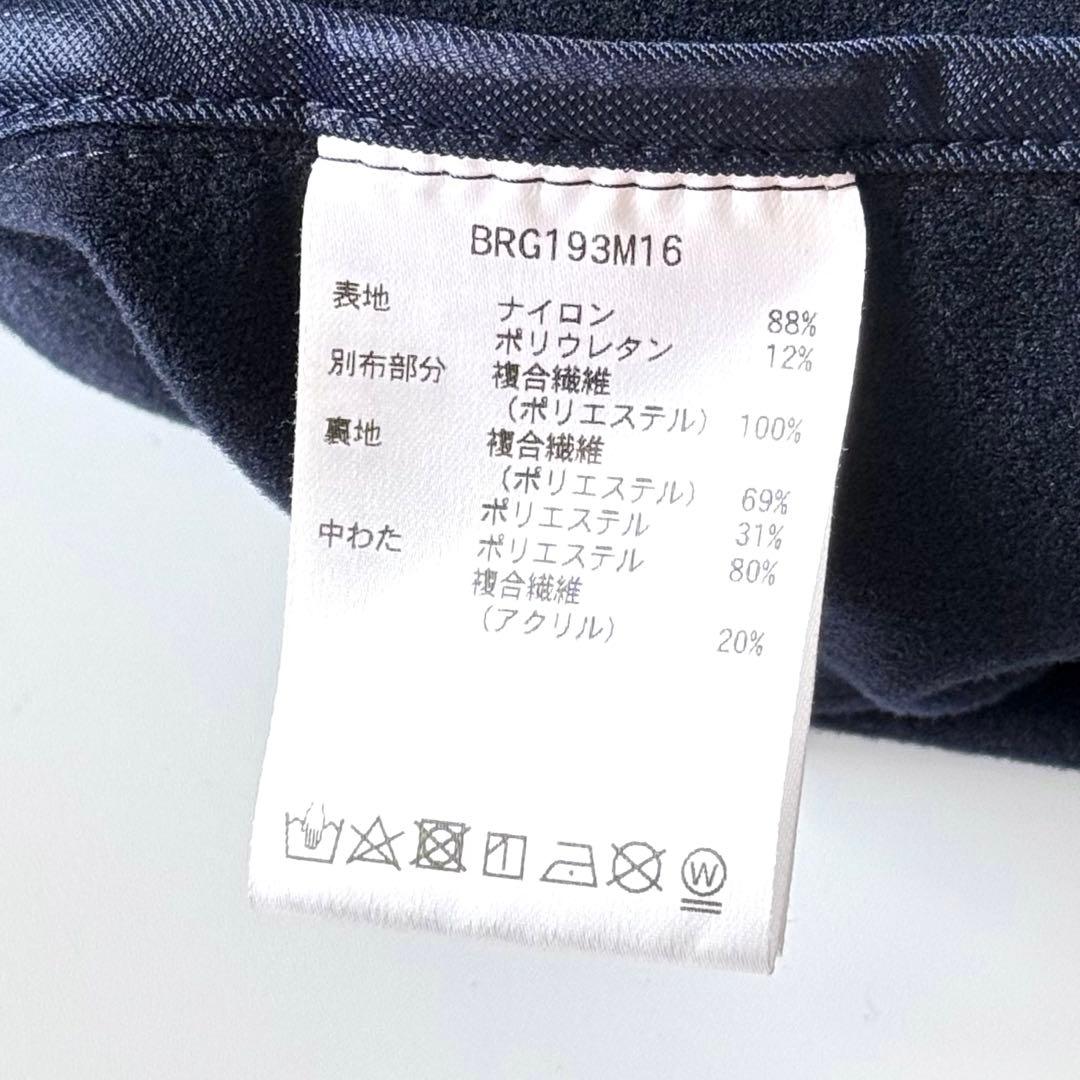 BRG193M16
表地 ナイロン 88%
ポリウレタン 12%
別布部分 複合繊維
(ポリエステル) 100%
裏地 複合繊維
(ポリエステル) 69%
ポリエステル 31%
中わた ポリエステル 80%
複合繊維
(アクリル) 20%
W